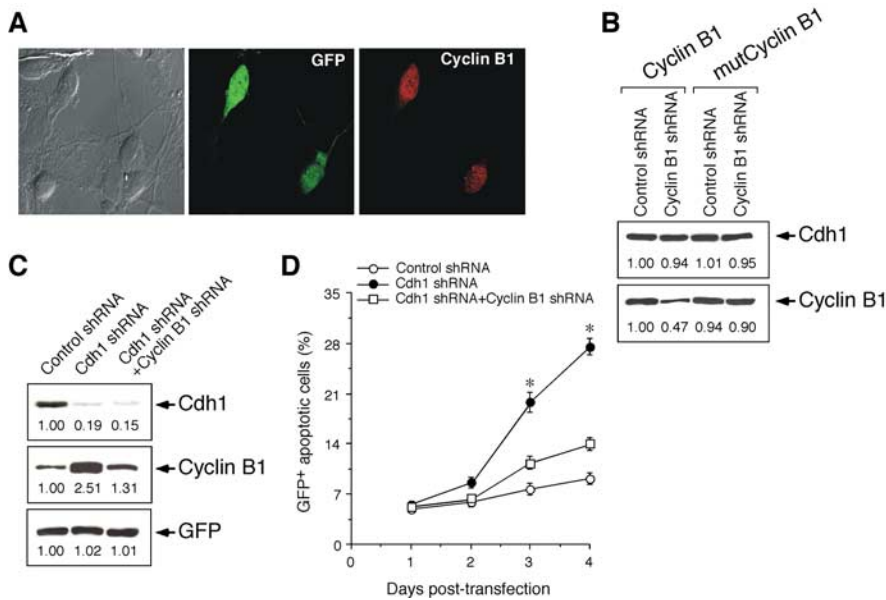 A
GFP
Cyclin B1
B
Cyclin B1
mutCyclin B1
Control shRNA
Cyclin B1 shRNA
Control shRNA
Cyclin B1 shRNA
Cdh1
1.00 0.94 1.01 0.95
Cyclin B1
1.00 0.47 0.94 0.90
C
Control shRNA
Cdh1 shRNA
Cdh1 shRNA
+Cyclin B1 shRNA
Cdh1
1.00 0.19 0.15
Cyclin B1
1.00 2.51 1.31
GFP
1.00 1.02 1.01
D
Control shRNA
Cdh1 shRNA
Cdh1 shRNA+Cyclin B1 shRNA
GFP+ apoptotic cells (%)
35
28
21
14
7
0
* *
0 1 2 3 4
Days post-transfection